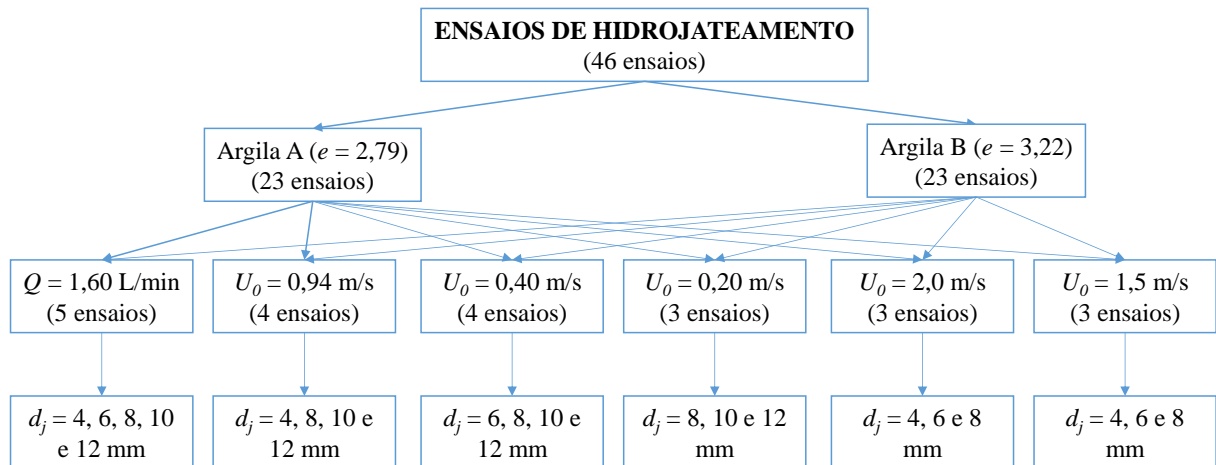 ENSAIOS DE HIDROJATEAMENTO
(46 ensaios)
Argila A (e = 2,79)
(23 ensaios)
Argila B (e = 3,22)
(23 ensaios)
Q = 1,60 L/min
(5 ensaios)
U0 = 0,94 m/s
(4 ensaios)
U0 = 0,40 m/s
(4 ensaios)
U0 = 0,20 m/s
(3 ensaios)
U0 = 2,0 m/s
(3 ensaios)
U0 = 1,5 m/s
(3 ensaios)
dj = 4, 6, 8, 10
e 12 mm
dj = 4, 8, 10 e
12 mm
dj = 6, 8, 10 e
12 mm
dj = 8, 10 e 12
mm
dj = 4, 6 e 8
mm
dj = 4, 6 e 8
mm